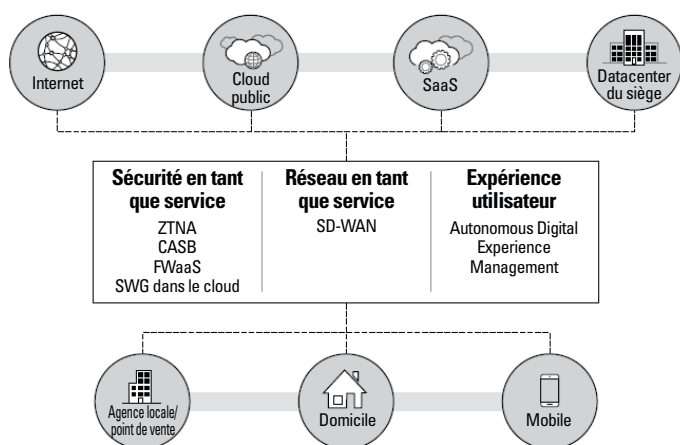 Internet
Cloud
public
SaaS
Datacenter
du siège
Sécurité en tant
que service
ZTNA
CASB
FWaaS
SWG dans le cloud
Réseau en tant
que service
SD-WAN
Expérience
utilisateur
Autonomous Digital
Experience
Management
Agence locale/
point de vente
Domicile
Mobile